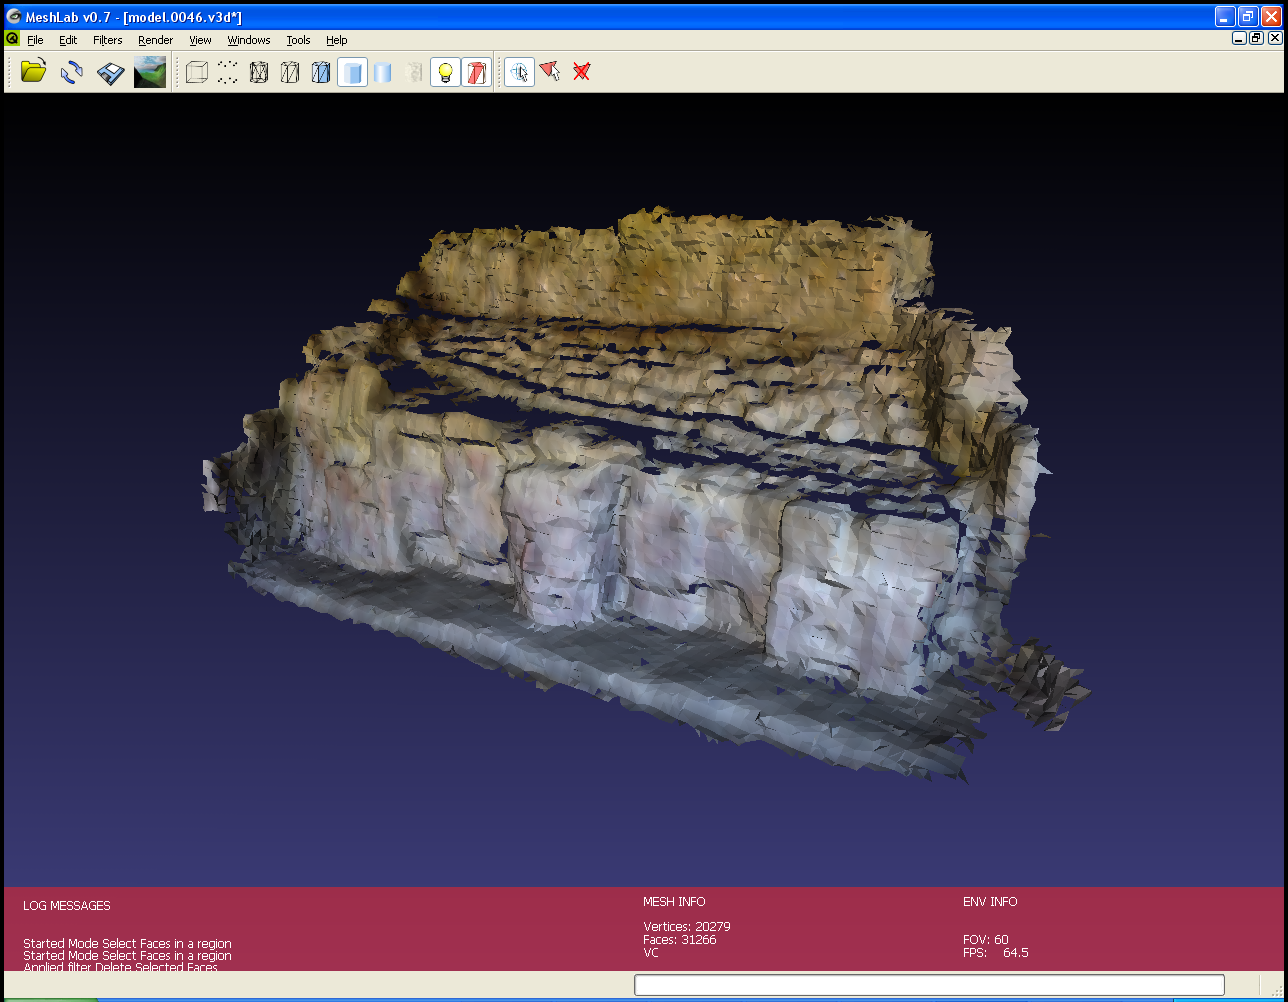 MeshLab v0.7 - [model.0046.v3d*]
File Edit Filters Render View Windows Tools Help
LOG MESSAGES
Started Mode Select Faces in a region
Started Mode Select Faces in a region
Applied filter Delete Selected Faces
MESH INFO
Vertices: 20279
Faces: 31266
VC
ENV INFO
FOV: 60
FPS: 64.5